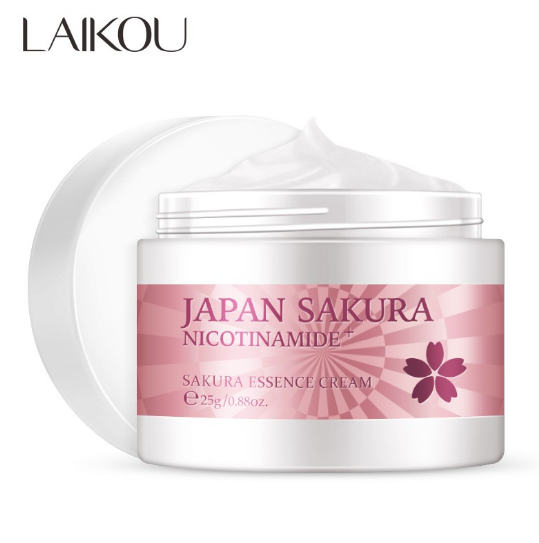 LAIKOU
JAPAN SAKURA
NICOTINAMIDE+
SAKURA ESSENCE CREAM
℮25g/0.88oz.